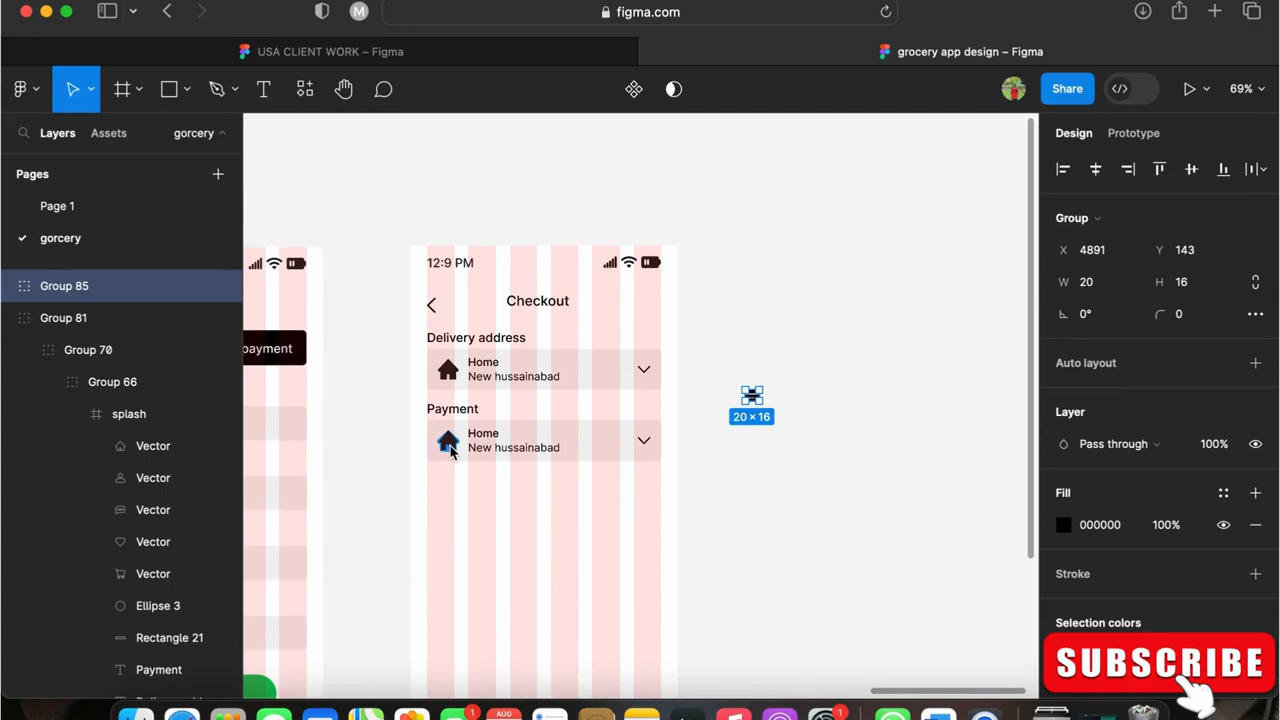 M
figma.com
USA CLIENT WORK – Figma
grocery app design – Figma
Share
69%
Layers
Assets
gorcery
Design
Prototype
Pages
Page 1
gorcery
Group 85
Group 81
Group 70
Group 66
splash
Vector
Vector
Vector
Vector
Vector
Ellipse 3
Rectangle 21
T Payment
payment
12:9 PM
Checkout
Delivery address
Home
New hussainabad
Payment
Home
New hussainabad
20 × 16
Group
X 4891 Y 143
W 20 H 16
0° 0
Auto layout
Layer
Pass through 100%
Fill
000000 100%
Stroke
Selection colors
SUBSCRIBE
1
AUG
1